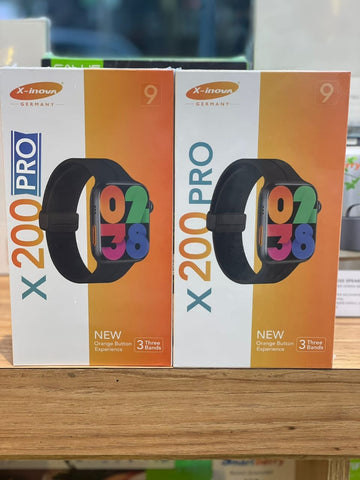 X-inova
GERMANY
9
X 200 PRO
02
38
NEW
Orange Button
Experience
3 Three
Bands
X-inova
GERMANY
9
X 200 PRO
02
38
NEW
Orange Button
Experience
3 Three
Bands